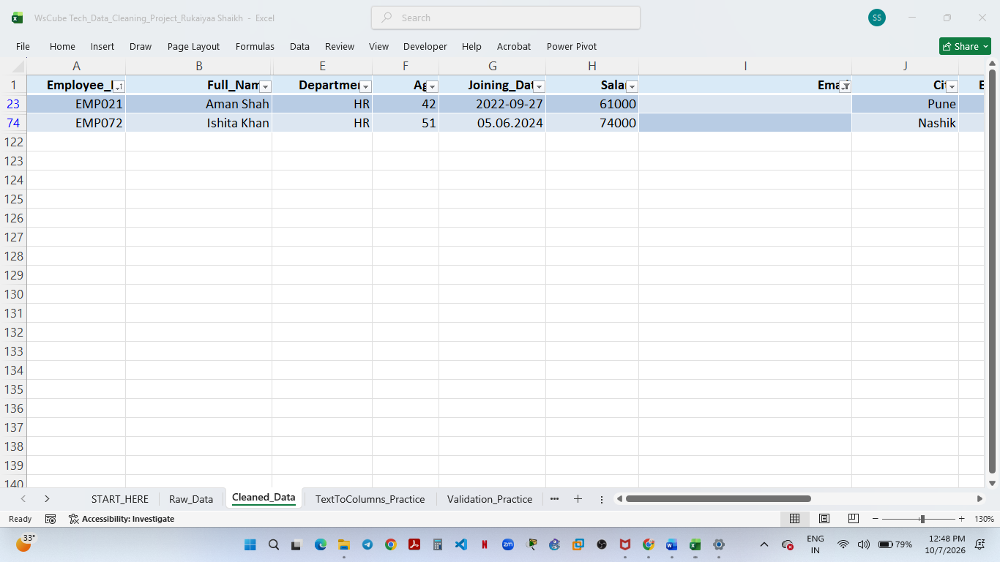 WsCube Tech_Data_Cleaning_Project_Rukaiyaa Shaikh - Excel
Search
SS
File Home Insert Draw Page Layout Formulas Data Review View Developer Help Acrobat Power Pivot
Share
A B E F G H I J
1 Employee_I Full_Nam Departme Ag Joining_Dat Sala Ema Cit E
23 EMP021 Aman Shah HR 42 2022-09-27 61000 Pune
74 EMP072 Ishita Khan HR 51 05.06.2024 74000 Nashik
122
123
124
125
126
127
128
129
130
131
132
133
134
135
136
137
138
139
140
START_HERE Raw_Data Cleaned_Data TextToColumns_Practice Validation_Practice
Ready Accessibility: Investigate 130%
33° zm N ENG 79% 12:48 PM
IN 10/7/2026